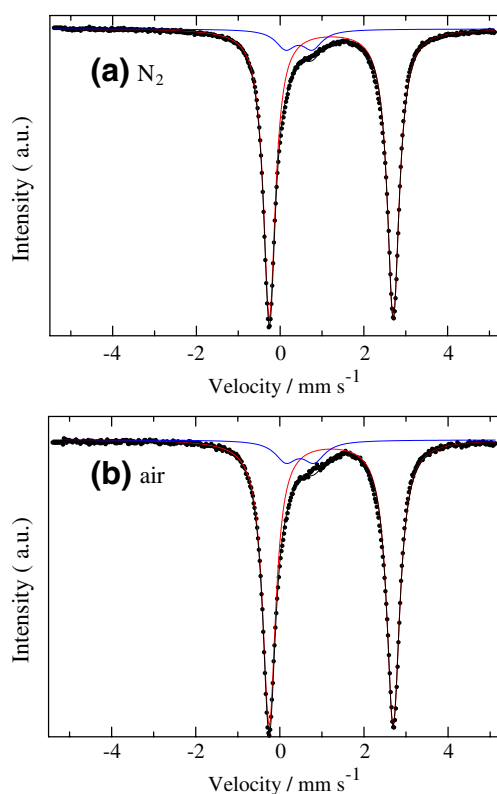 (a) N₂
Intensity ( a.u.)
-4 -2 0 2 4
Velocity / mm s⁻¹
(b) air
Intensity ( a.u.)
-4 -2 0 2 4
Velocity / mm s⁻¹